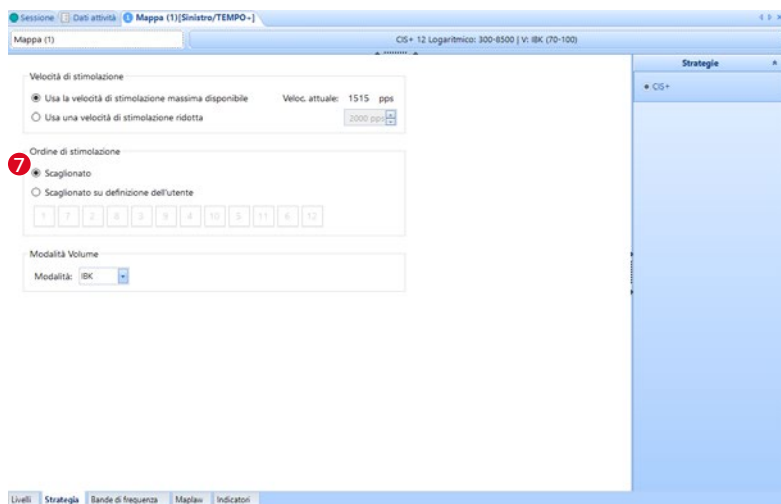 Sessione Dati attività Mappa (1)[Sinistro/TEMPO+]
Mappa (1) CIS+ 12 Logaritmico: 300-8500 | V: IBK (70-100)
Strategie
CIS+
Velocità di stimolazione
Usa la velocità di stimolazione massima disponibile Veloc. attuale: 1515 pps
Usa una velocità di stimolazione ridotta 2000 pps
Ordine di stimolazione
7
Scaglionato
Scaglionato su definizione dell'utente
1 7 2 8 3 9 4 10 5 11 6 12
Modalità Volume
Modalità: IBK
Livelli Strategia Bande di frequenza Maplaw Indicatori